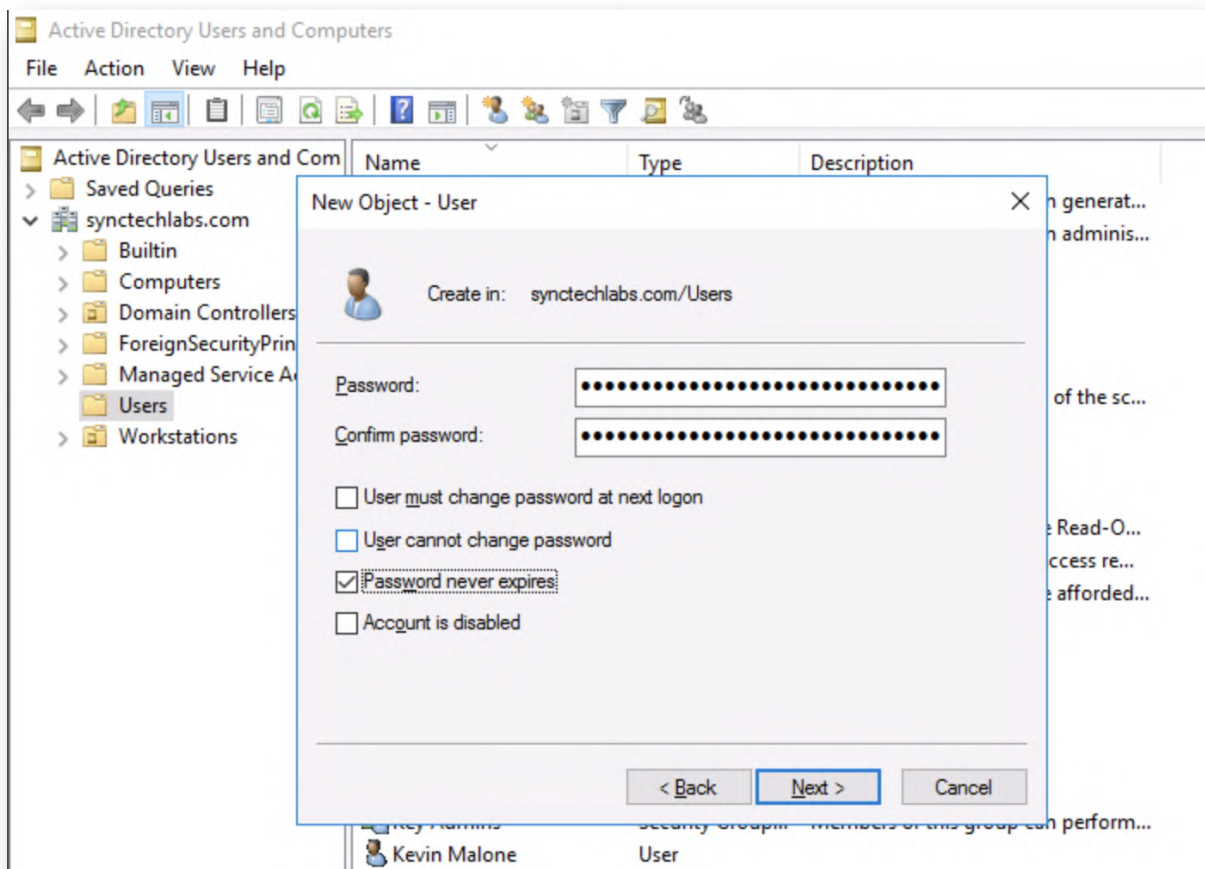 Active Directory Users and Computers
File Action View Help
Active Directory Users and Com
Name Type Description
Saved Queries
synctechlabs.com
Builtin
Computers
Domain Controllers
ForeignSecurityPrin
Managed Service A
Users
Workstations
New Object - User
Create in: synctechlabs.com/Users
Password: ••••••••••••••••••••••••••••••
Confirm password: ••••••••••••••••••••••••••••••
User must change password at next logon
User cannot change password
Password never expires
Account is disabled
< Back Next > Cancel
n generat...
n adminis...
of the sc...
Read-O...
ccess re...
afforded...
Key Admins Security Group... Members of this group can perform...
Kevin Malone User